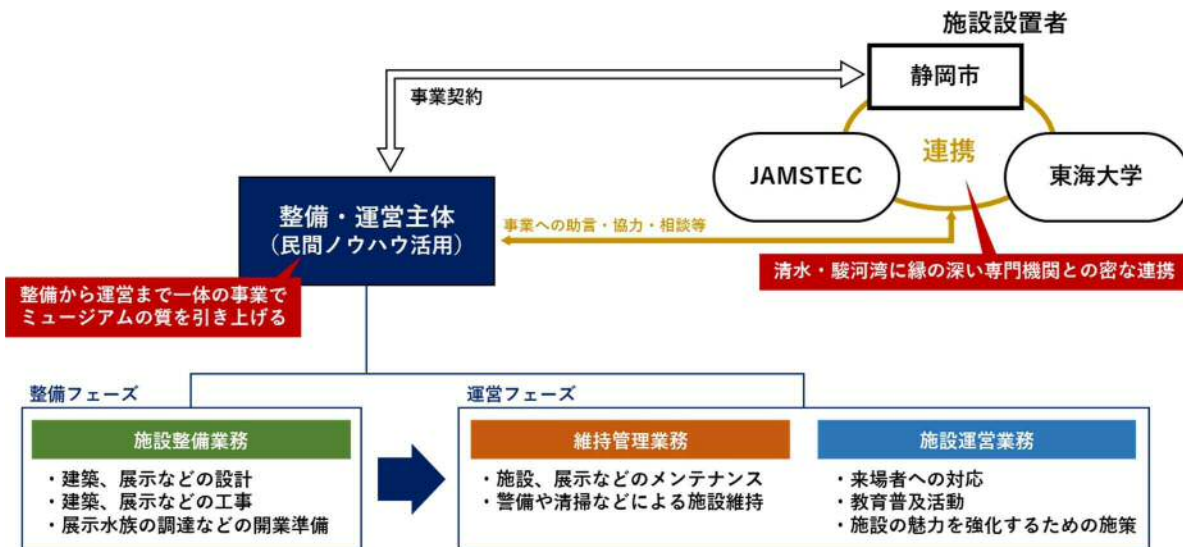 施設設置者
静岡市
事業契約
連携
JAMSTEC
東海大学
整備・運営主体
（民間ノウハウ活用）
事業への助言・協力・相談等
清水・駿河湾に縁の深い専門機関との密な連携
整備から運営まで一体の事業で
ミュージアムの質を引き上げる
整備フェーズ
施設整備業務
・建築、展示などの設計
・建築、展示などの工事
・展示水族の調達などの開業準備
運営フェーズ
維持管理業務
・施設、展示などのメンテナンス
・警備や清掃などによる施設維持
施設運営業務
・来場者への対応
・教育普及活動
・施設の魅力を強化するための施策